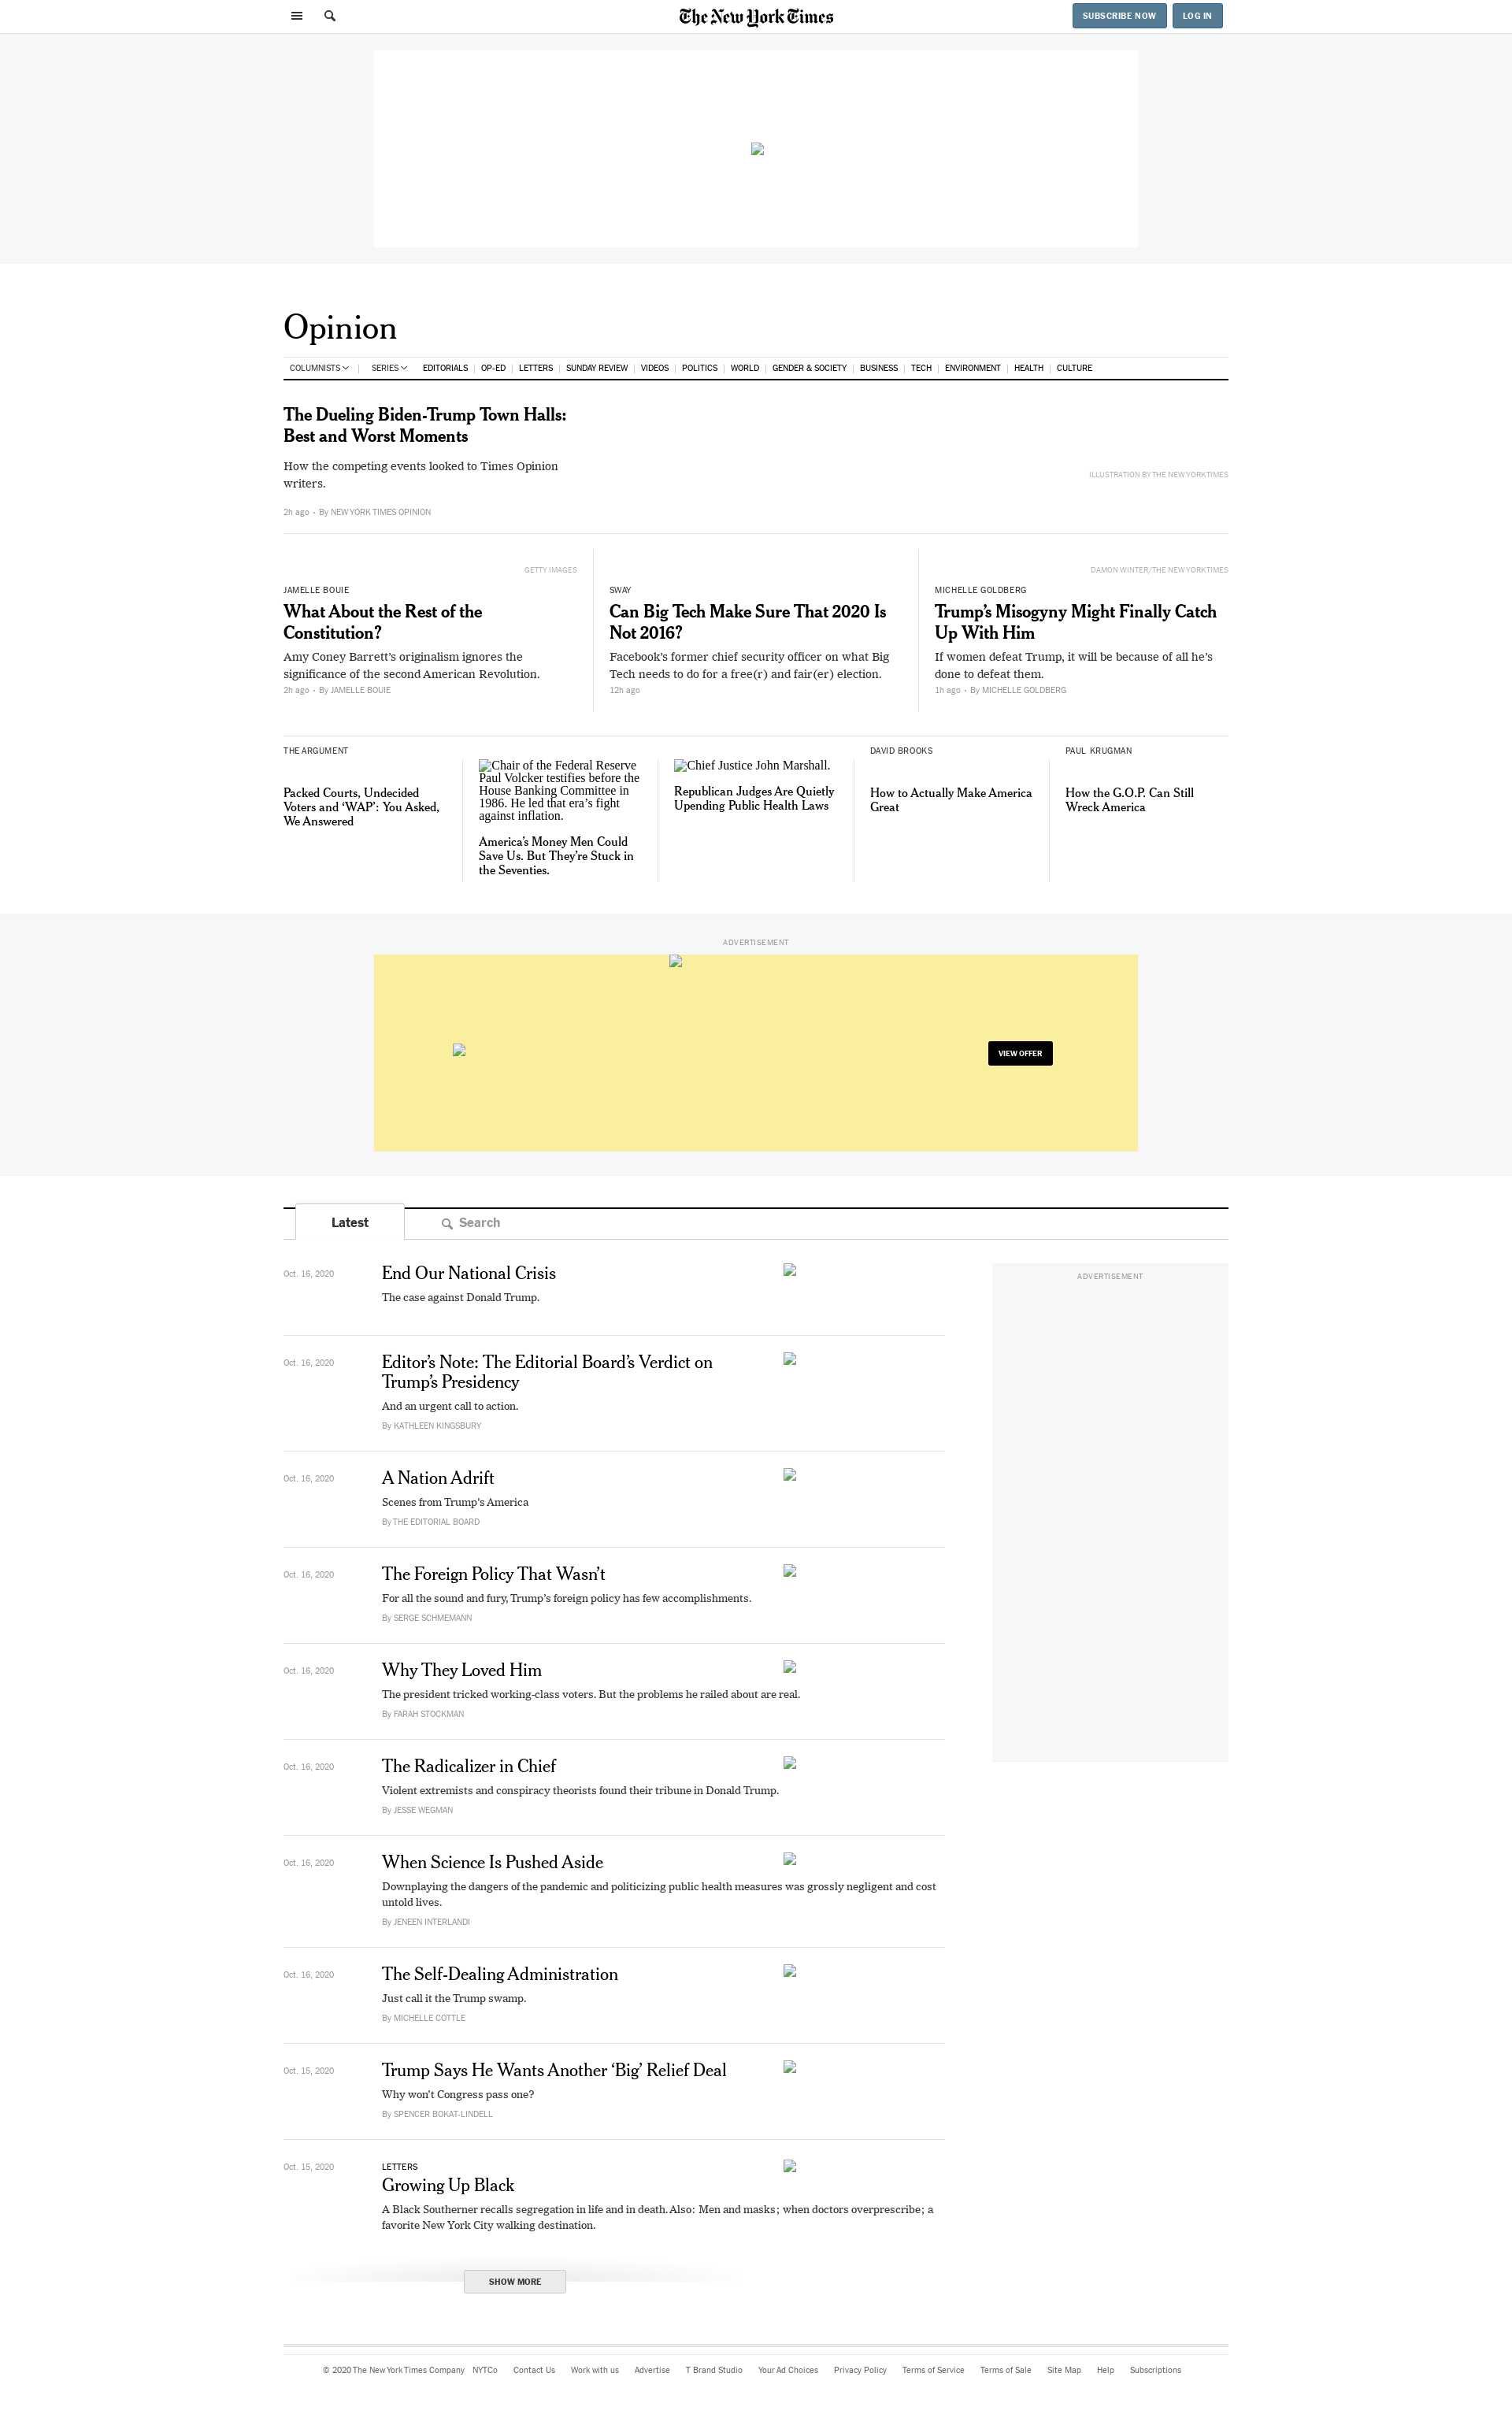 The New York Times
SUBSCRIBE NOW
LOG IN
Opinion
COLUMNISTS
SERIES
EDITORIALS
OP-ED
LETTERS
SUNDAY REVIEW
VIDEOS
POLITICS
WORLD
GENDER & SOCIETY
BUSINESS
TECH
ENVIRONMENT
HEALTH
CULTURE
The Dueling Biden-Trump Town Halls:
Best and Worst Moments
How the competing events looked to Times Opinion
writers.
2h ago • By NEW YORK TIMES OPINION
ILLUSTRATION BY THE NEW YORK TIMES
GETTY IMAGES
JAMELLE BOUIE
What About the Rest of the
Constitution?
Amy Coney Barrett’s originalism ignores the
significance of the second American Revolution.
2h ago • By JAMELLE BOUIE
SWAY
Can Big Tech Make Sure That 2020 Is
Not 2016?
Facebook’s former chief security officer on what Big
Tech needs to do for a free(r) and fair(er) election.
12h ago
DAMON WINTER/THE NEW YORK TIMES
MICHELLE GOLDBERG
Trump’s Misogyny Might Finally Catch
Up With Him
If women defeat Trump, it will be because of all he’s
done to defeat them.
1h ago • By MICHELLE GOLDBERG
THE ARGUMENT
Packed Courts, Undecided
Voters and ‘WAP’: You Asked,
We Answered
Chair of the Federal Reserve
Paul Volcker testifies before the
House Banking Committee in
1986. He led that era’s fight
against inflation.
America’s Money Men Could
Save Us. But They’re Stuck in
the Seventies.
Chief Justice John Marshall.
Republican Judges Are Quietly
Upending Public Health Laws
DAVID BROOKS
How to Actually Make America
Great
PAUL KRUGMAN
How the G.O.P. Can Still
Wreck America
ADVERTISEMENT
VIEW OFFER
Latest
Search
Oct. 16, 2020
End Our National Crisis
The case against Donald Trump.
ADVERTISEMENT
Oct. 16, 2020
Editor’s Note: The Editorial Board’s Verdict on
Trump’s Presidency
And an urgent call to action.
By KATHLEEN KINGSBURY
Oct. 16, 2020
A Nation Adrift
Scenes from Trump’s America
By THE EDITORIAL BOARD
Oct. 16, 2020
The Foreign Policy That Wasn’t
For all the sound and fury, Trump’s foreign policy has few accomplishments.
By SERGE SCHMEMANN
Oct. 16, 2020
Why They Loved Him
The president tricked working-class voters. But the problems he railed about are real.
By FARAH STOCKMAN
Oct. 16, 2020
The Radicalizer in Chief
Violent extremists and conspiracy theorists found their tribune in Donald Trump.
By JESSE WEGMAN
Oct. 16, 2020
When Science Is Pushed Aside
Downplaying the dangers of the pandemic and politicizing public health measures was grossly negligent and cost
untold lives.
By JENEEN INTERLANDI
Oct. 16, 2020
The Self-Dealing Administration
Just call it the Trump swamp.
By MICHELLE COTTLE
Oct. 15, 2020
Trump Says He Wants Another ‘Big’ Relief Deal
Why won’t Congress pass one?
By SPENCER BOKAT-LINDELL
Oct. 15, 2020
LETTERS
Growing Up Black
A Black Southerner recalls segregation in life and in death. Also: Men and masks; when doctors overprescribe; a
favorite New York City walking destination.
SHOW MORE
© 2020 The New York Times Company NYTCo Contact Us Work with us Advertise T Brand Studio Your Ad Choices Privacy Policy Terms of Service Terms of Sale Site Map Help Subscriptions